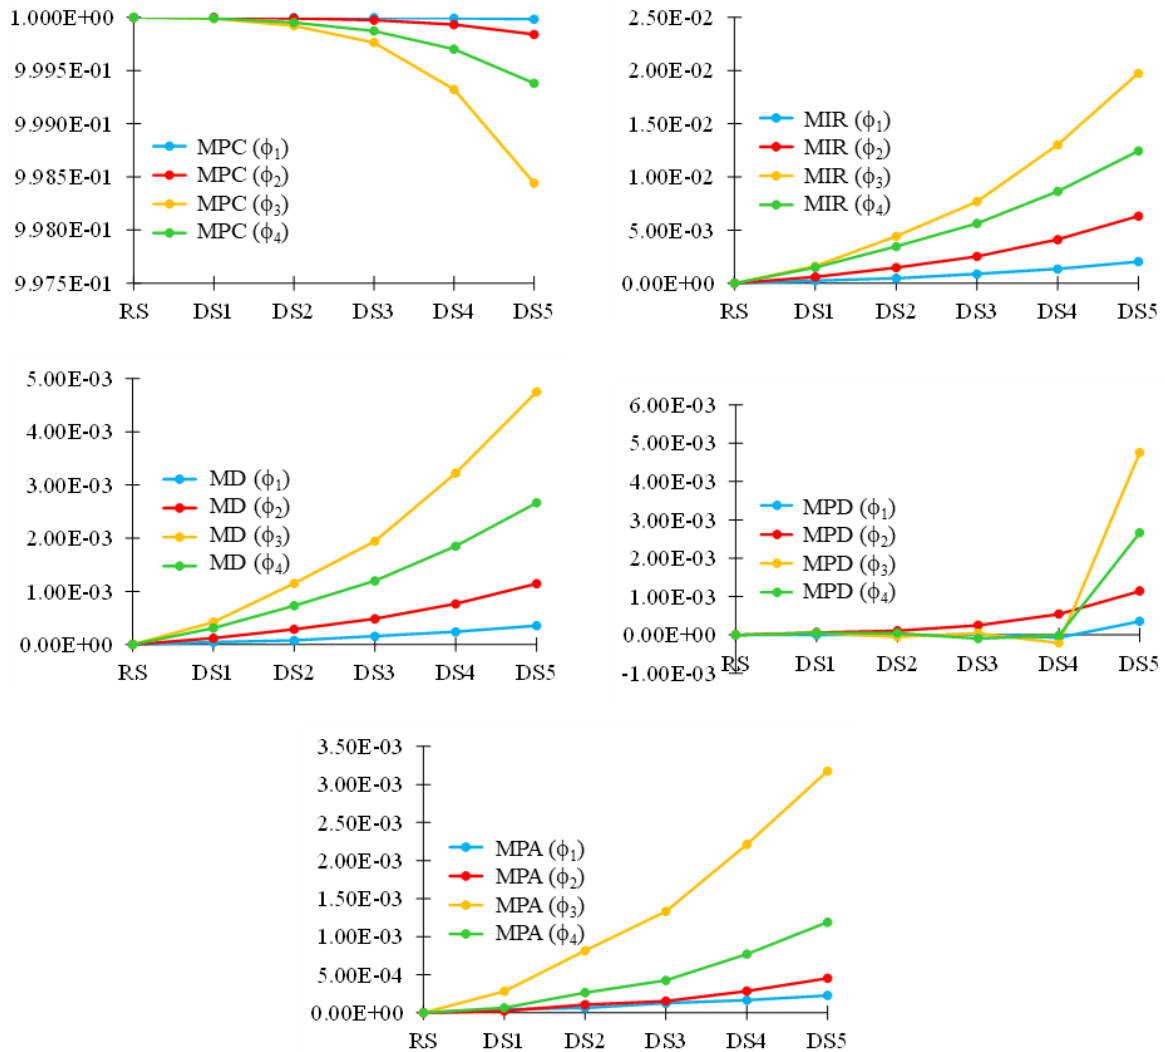 1.000E+00
9.995E-01
9.990E-01
9.985E-01
9.980E-01
9.975E-01
MPC (ϕ₁)
MPC (ϕ₂)
MPC (ϕ₃)
MPC (ϕ₄)
RS DS1 DS2 DS3 DS4 DS5
2.50E-02
2.00E-02
1.50E-02
1.00E-02
5.00E-03
0.00E+00
MIR (ϕ₁)
MIR (ϕ₂)
MIR (ϕ₃)
MIR (ϕ₄)
RS DS1 DS2 DS3 DS4 DS5
5.00E-03
4.00E-03
3.00E-03
2.00E-03
1.00E-03
0.00E+00
MD (ϕ₁)
MD (ϕ₂)
MD (ϕ₃)
MD (ϕ₄)
RS DS1 DS2 DS3 DS4 DS5
6.00E-03
5.00E-03
4.00E-03
3.00E-03
2.00E-03
1.00E-03
0.00E+00
-1.00E-03
MPD (ϕ₁)
MPD (ϕ₂)
MPD (ϕ₃)
MPD (ϕ₄)
RS DS1 DS2 DS3 DS4 DS5
3.50E-03
3.00E-03
2.50E-03
2.00E-03
1.50E-03
1.00E-03
5.00E-04
0.00E+00
MPA (ϕ₁)
MPA (ϕ₂)
MPA (ϕ₃)
MPA (ϕ₄)
RS DS1 DS2 DS3 DS4 DS5